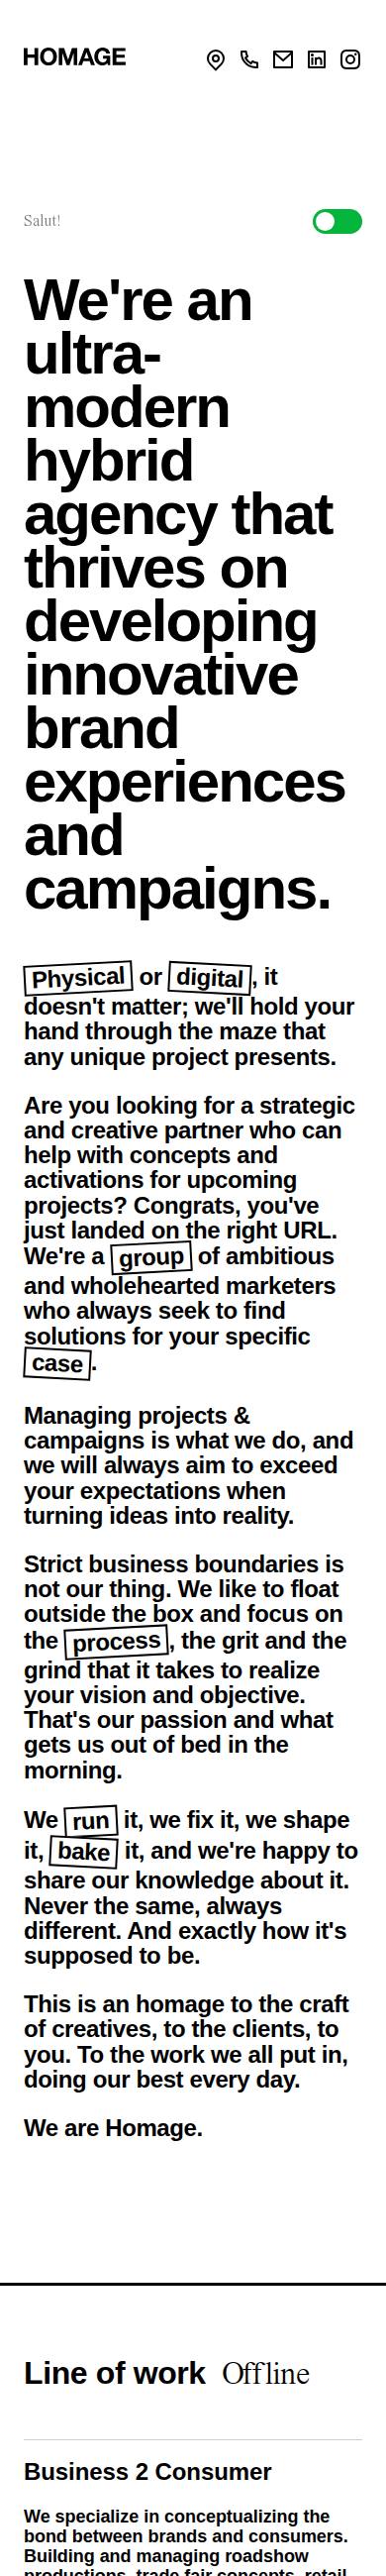 HOMAGE
Salut!
We're an
ultra-
modern
hybrid
agency that
thrives on
developing
innovative
brand
experiences
and
campaigns.
Physical or digital, it
doesn't matter; we'll hold your
hand through the maze that
any unique project presents.
Are you looking for a strategic
and creative partner who can
help with concepts and
activations for upcoming
projects? Congrats, you've
just landed on the right URL.
We're a group of ambitious
and wholehearted marketers
who always seek to find
solutions for your specific
case.
Managing projects &
campaigns is what we do, and
we will always aim to exceed
your expectations when
turning ideas into reality.
Strict business boundaries is
not our thing. We like to float
outside the box and focus on
the process, the grit and the
grind that it takes to realize
your vision and objective.
That's our passion and what
gets us out of bed in the
morning.
We run it, we fix it, we shape
it, bake it, and we're happy to
share our knowledge about it.
Never the same, always
different. And exactly how it's
supposed to be.
This is an homage to the craft
of creatives, to the clients, to
you. To the work we all put in,
doing our best every day.
We are Homage.
Line of work Offline
Business 2 Consumer
We specialize in conceptualizing the
bond between brands and consumers.
Building and managing roadshow
productions, trade fair concepts, retail